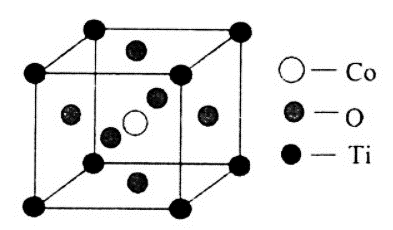 — Co
— O
— Ti